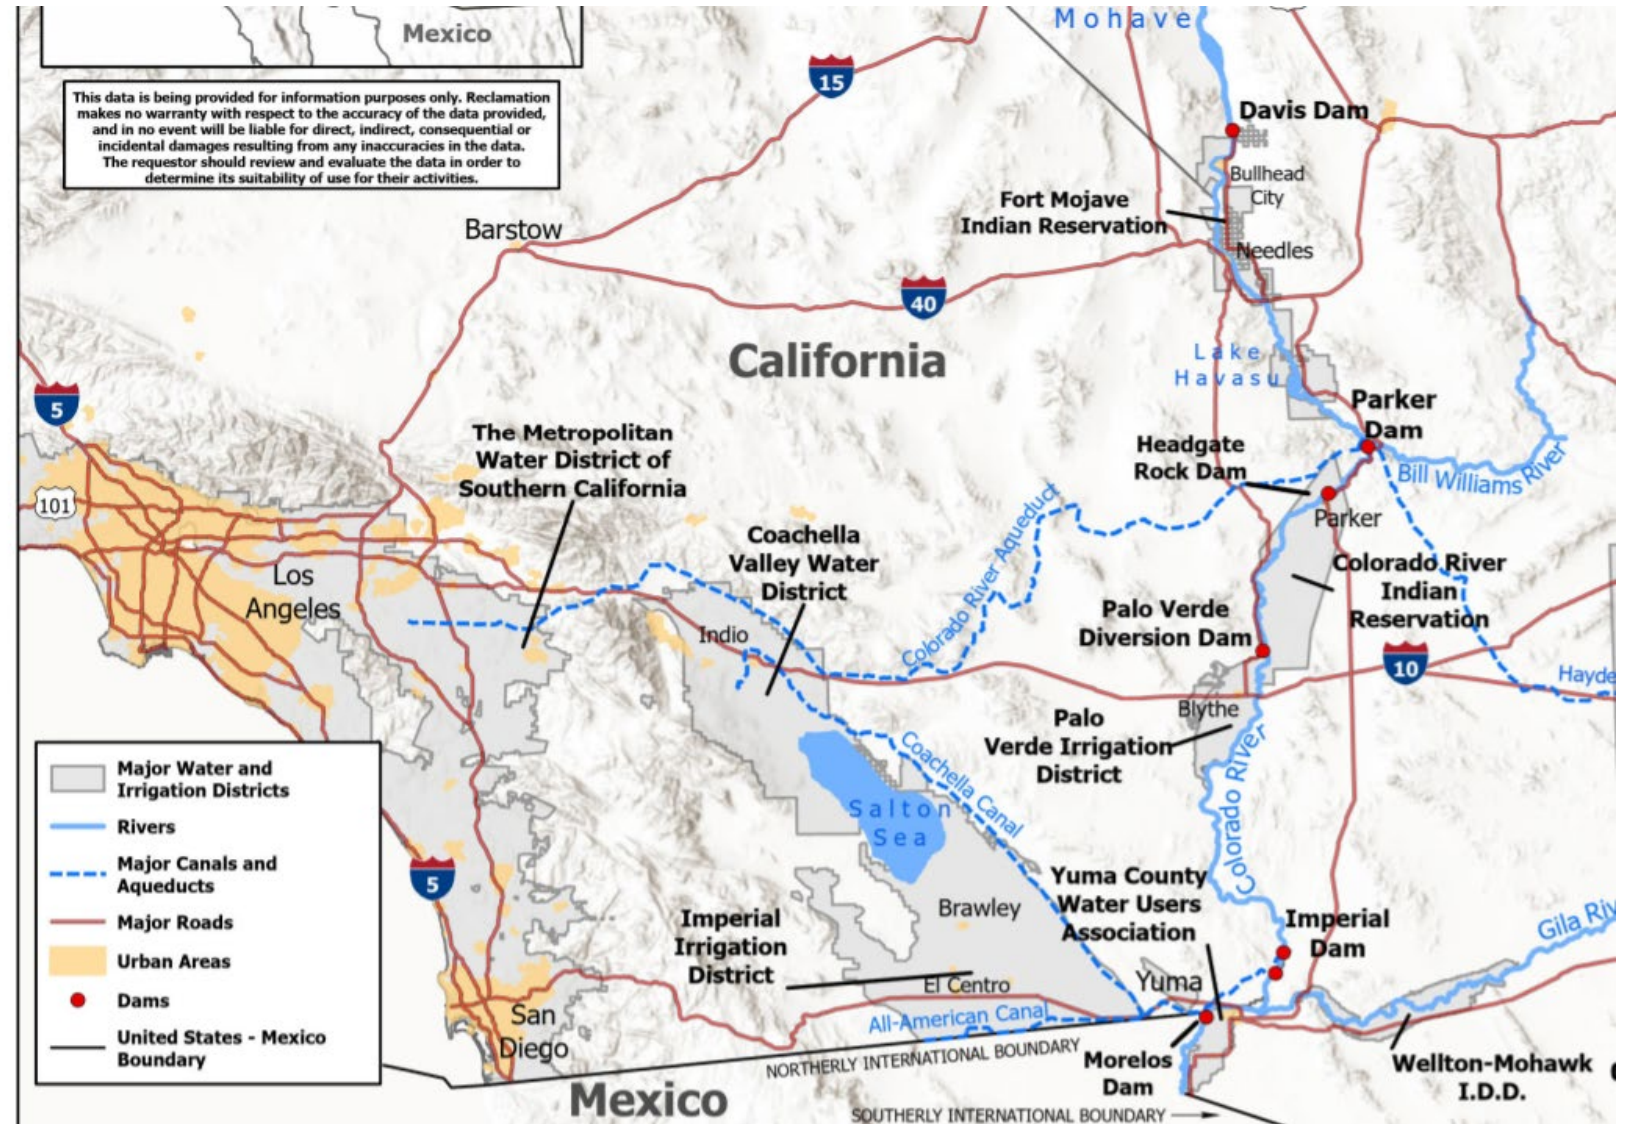 Mexico
This data is being provided for information purposes only. Reclamation
makes no warranty with respect to the accuracy of the data provided,
and in no event will be liable for direct, indirect, consequential or
incidental damages resulting from any inaccuracies in the data.
The requestor should review and evaluate the data in order to
determine its suitability of use for their activities.
Mohave
15
Davis Dam
Bullhead
City
Fort Mojave
Indian Reservation
Needles
Barstow
40
California
Lake
Havasu
5
Parker
Dam
The Metropolitan
Water District of
Southern California
Headgate
Rock Dam
Bill Williams River
101
Parker
Colorado River Aqueduct
Coachella
Valley Water
District
Colorado River
Indian
Reservation
Los
Angeles
Palo Verde
Diversion Dam
Indio
10
Hayde
Blythe
Palo
Verde Irrigation
District
Colorado River
Coachella Canal
Salton
Sea
Major Water and
Irrigation Districts
Rivers
Major Canals and
Aqueducts
Major Roads
Urban Areas
Dams
United States - Mexico
Boundary
5
Yuma County
Water Users
Association
Brawley
Imperial
Irrigation
District
Imperial
Dam
Gila Riv
El Centro
Yuma
All-American Canal
San
Diego
NORTHERLY INTERNATIONAL BOUNDARY
Morelos
Dam
Wellton-Mohawk
I.D.D.
Mexico
SOUTHERLY INTERNATIONAL BOUNDARY